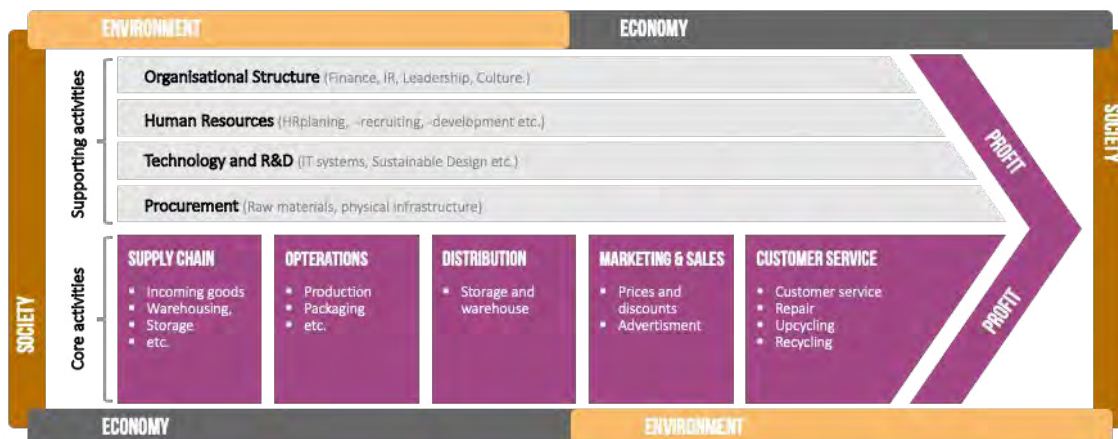 ENVIRONMENT
ECONOMY
SOCIETY
Supporting activities
Organisational Structure (Finance, IR, Leadership, Culture.)
Human Resources (HRplaning, -recruiting, -development etc.)
Technology and R&D (IT systems, Sustainable Design etc.)
Procurement (Raw materials, physical infrastructure)
PROFIT
SOCIETY
Core activities
SUPPLY CHAIN
▪ Incoming goods
▪ Warehousing,
▪ Storage
▪ etc.
OPTERATIONS
▪ Production
▪ Packaging
▪ etc.
DISTRIBUTION
▪ Storage and
warehouse
MARKETING & SALES
▪ Prices and
discounts
▪ Advertisment
CUSTOMER SERVICE
▪ Customer service
▪ Repair
▪ Upcycling
▪ Recycling
PROFIT
ECONOMY
ENVIRONMENT